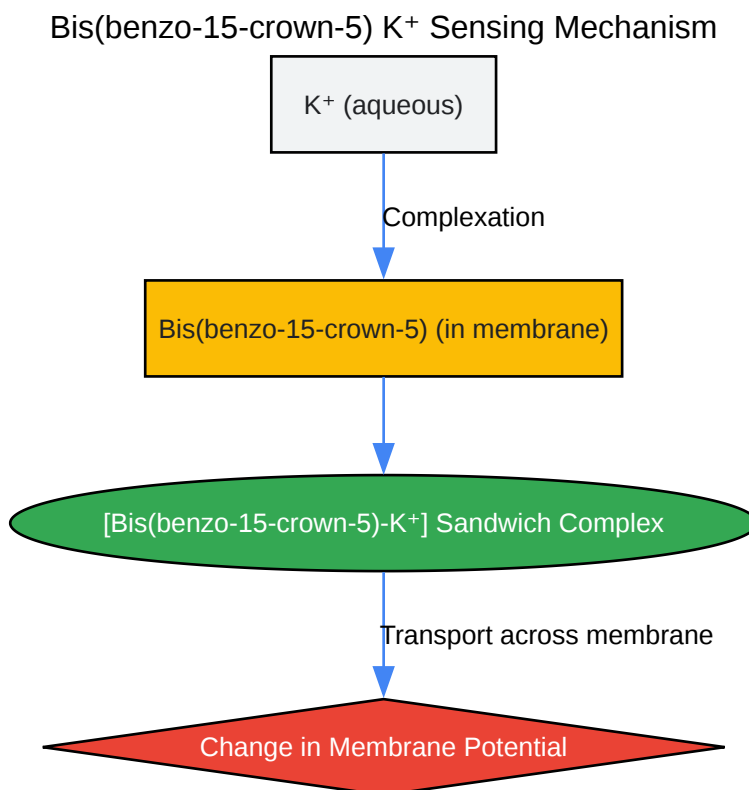 Bis(benzo-15-crown-5) K⁺ Sensing Mechanism
K⁺ (aqueous)
Complexation
Bis(benzo-15-crown-5) (in membrane)
[Bis(benzo-15-crown-5)-K⁺] Sandwich Complex
Transport across membrane
Change in Membrane Potential